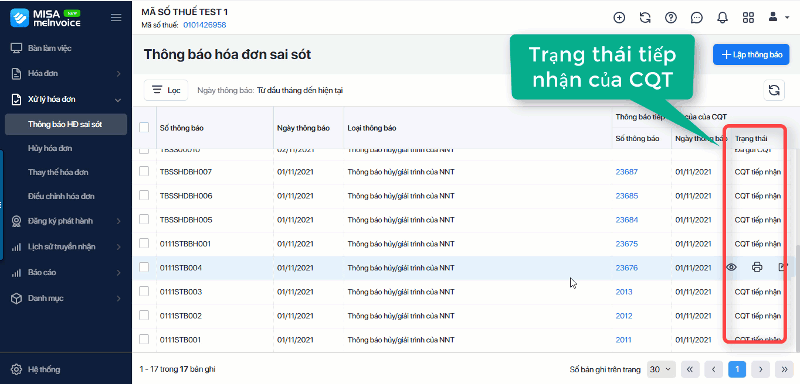 MISA NEW
meInvoice
MÃ SỐ THUẾ TEST 1
Mã số thuế: 0101426958
Bàn làm việc
Hóa đơn
Xử lý hóa đơn
Thông báo HĐ sai sót
Hủy hóa đơn
Thay thế hóa đơn
Điều chỉnh hóa đơn
Đăng ký phát hành
Lịch sử truyền nhận
Báo cáo
Danh mục
Hệ thống
Thông báo hóa đơn sai sót
Trạng thái tiếp
nhận của CQT
Lập thông báo
Lọc
Ngày thông báo: Từ đầu tháng đến hiện tại
Số thông báo Ngày thông báo Loại thông báo Thông báo tiếp của của CQT
Số thông báo Ngày thông báo Trạng thái
TBSS00010 02/11/2021 Thông báo hủy/giải trình của NNT Đã gửi CQT
TBSSHDBH007 01/11/2021 Thông báo hủy/giải trình của NNT 23687 01/11/2021 CQT tiếp nhận
TBSSHDBH006 01/11/2021 Thông báo hủy/giải trình của NNT 23685 01/11/2021 CQT tiếp nhận
TBSSHDBH005 01/11/2021 Thông báo hủy/giải trình của NNT 23684 01/11/2021 CQT tiếp nhận
0111STBBH001 01/11/2021 Thông báo hủy/giải trình của NNT 23675 01/11/2021 CQT tiếp nhận
0111STB004 01/11/2021 Thông báo hủy/giải trình của NNT 23676 01/11/2021
0111STB003 01/11/2021 Thông báo hủy/giải trình của NNT 2013 01/11/2021 CQT tiếp nhận
0111STB002 01/11/2021 Thông báo hủy/giải trình của NNT 2012 01/11/2021 CQT tiếp nhận
0111STB001 01/11/2021 Thông báo hủy/giải trình của NNT 2011 01/11/2021 CQT tiếp nhận
1 - 17 trong 17 bản ghi
Số bản ghi trên trang 30 1